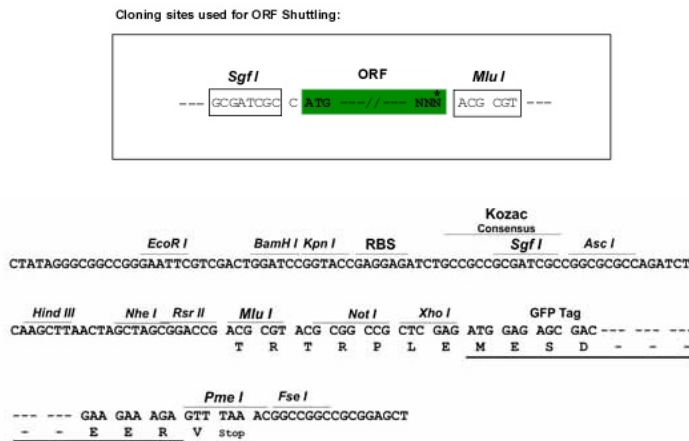 Cloning sites used for ORF Shuttling:
Sgf I ORF Mlu I
--- GCGATCGC C ATG ---//--- NNN* ACG CGT ---
Kozac
Consensus
EcoR I BamH I Kpn I RBS Sgf I Asc I
CTATAGGGCGGCCGGGAATTCGTCGACTGGATCCGGTACCGAGGAGATCTGCCGCCGCGATCGCCGGCGCGCCAGATCT
Hind III Nhe I Rsr II Mlu I Not I Xho I GFP Tag
CAAGCTTAACTAGCTAGCGGACCG ACG CGT ACG CGG CCG CTC GAG ATG GAG AGC GAC --- --- ---
T R T R P L E M E S D - - -
Pme I Fse I
--- --- GAA GAA AGA GTT TAA ACGGCCGGCCGCGGAGCT
- - E E R V Stop